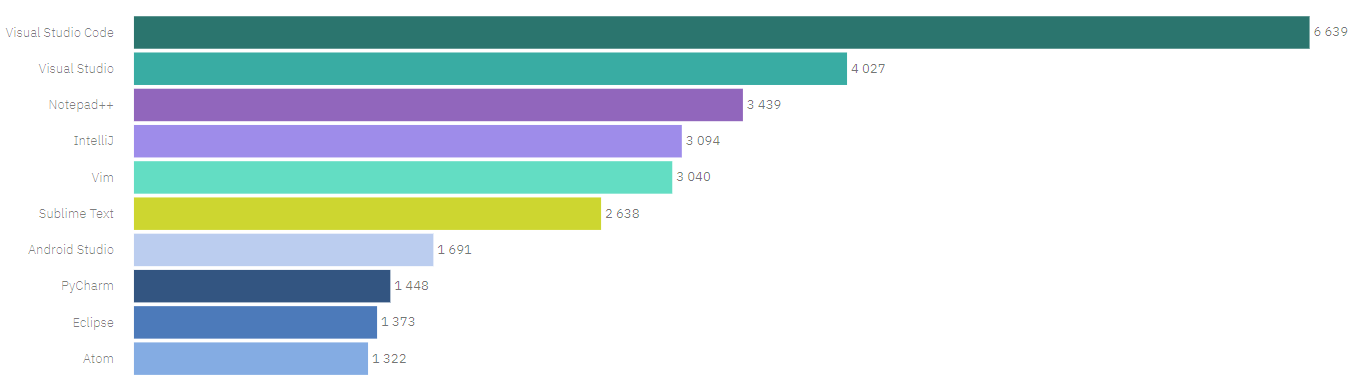 Visual Studio Code 6 639
Visual Studio 4 027
Notepad++ 3 439
IntelliJ 3 094
Vim 3 040
Sublime Text 2 638
Android Studio 1 691
PyCharm 1 448
Eclipse 1 373
Atom 1 322